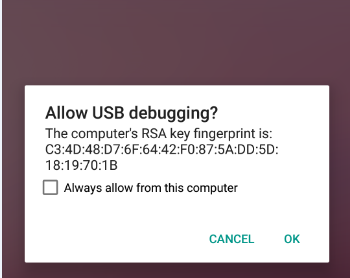 Allow USB debugging?
The computer's RSA key fingerprint is:
C3:4D:48:D7:6F:64:42:F0:87:5A:DD:5D:
18:19:70:1B
Always allow from this computer
CANCEL OK